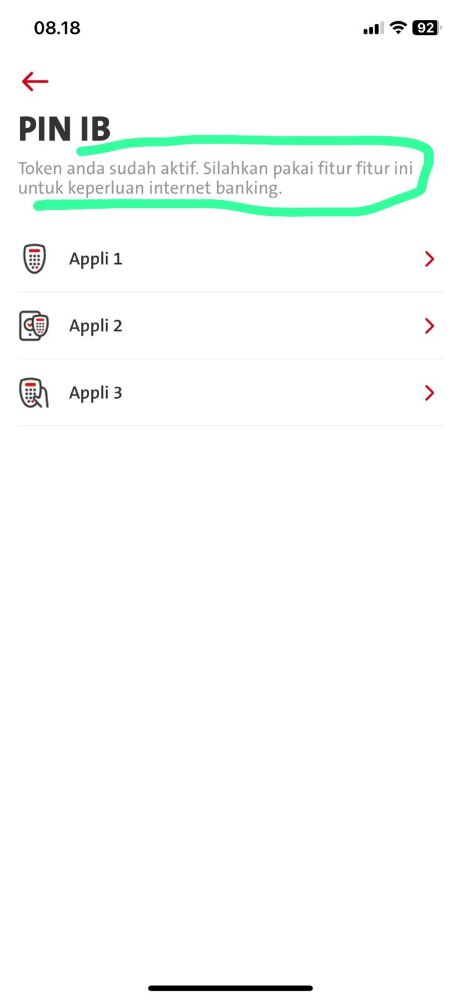 08.18
92
PIN IB
Token anda sudah aktif. Silahkan pakai fitur fitur ini
untuk keperluan internet banking.
Appli 1
Appli 2
Appli 3